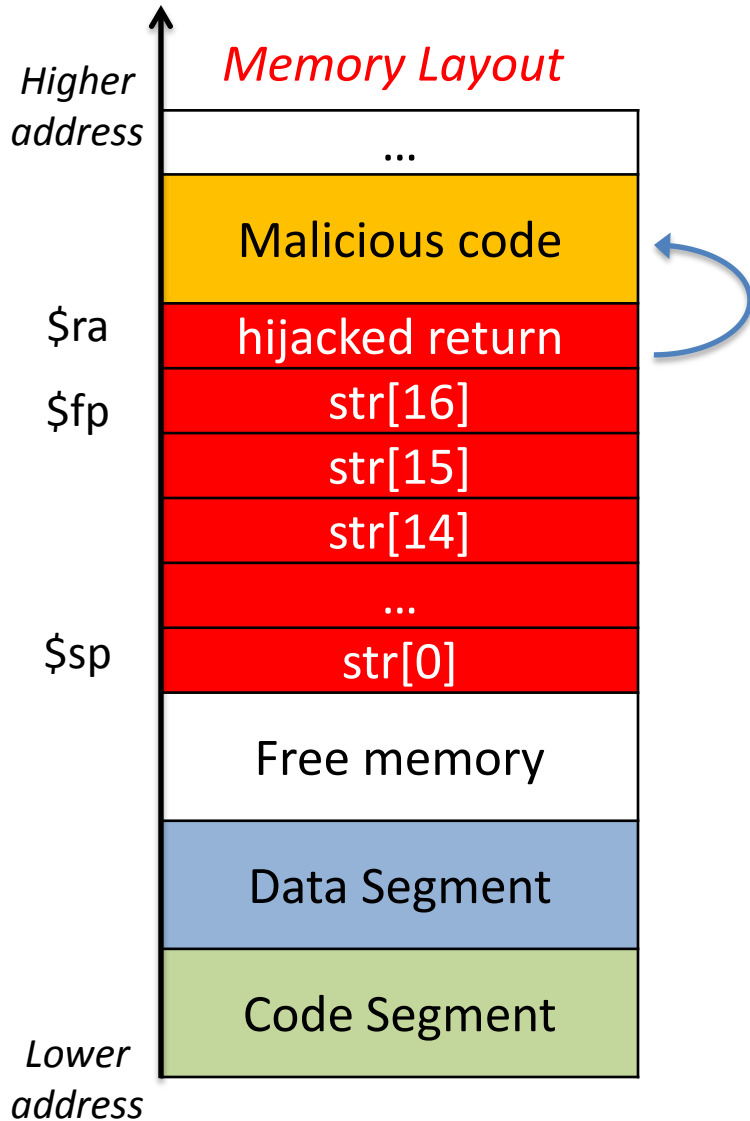 Memory Layout
Higher
address
...
Malicious code
$ra
hijacked return
$fp
str[16]
str[15]
str[14]
...
$sp
str[0]
Free memory
Data Segment
Code Segment
Lower
address